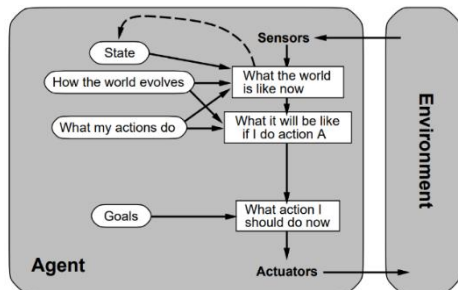 State
Sensors
How the world evolves
What the world
is like now
What my actions do
What it will be like
if I do action A
Goals
What action I
should do now
Agent
Actuators
Environment